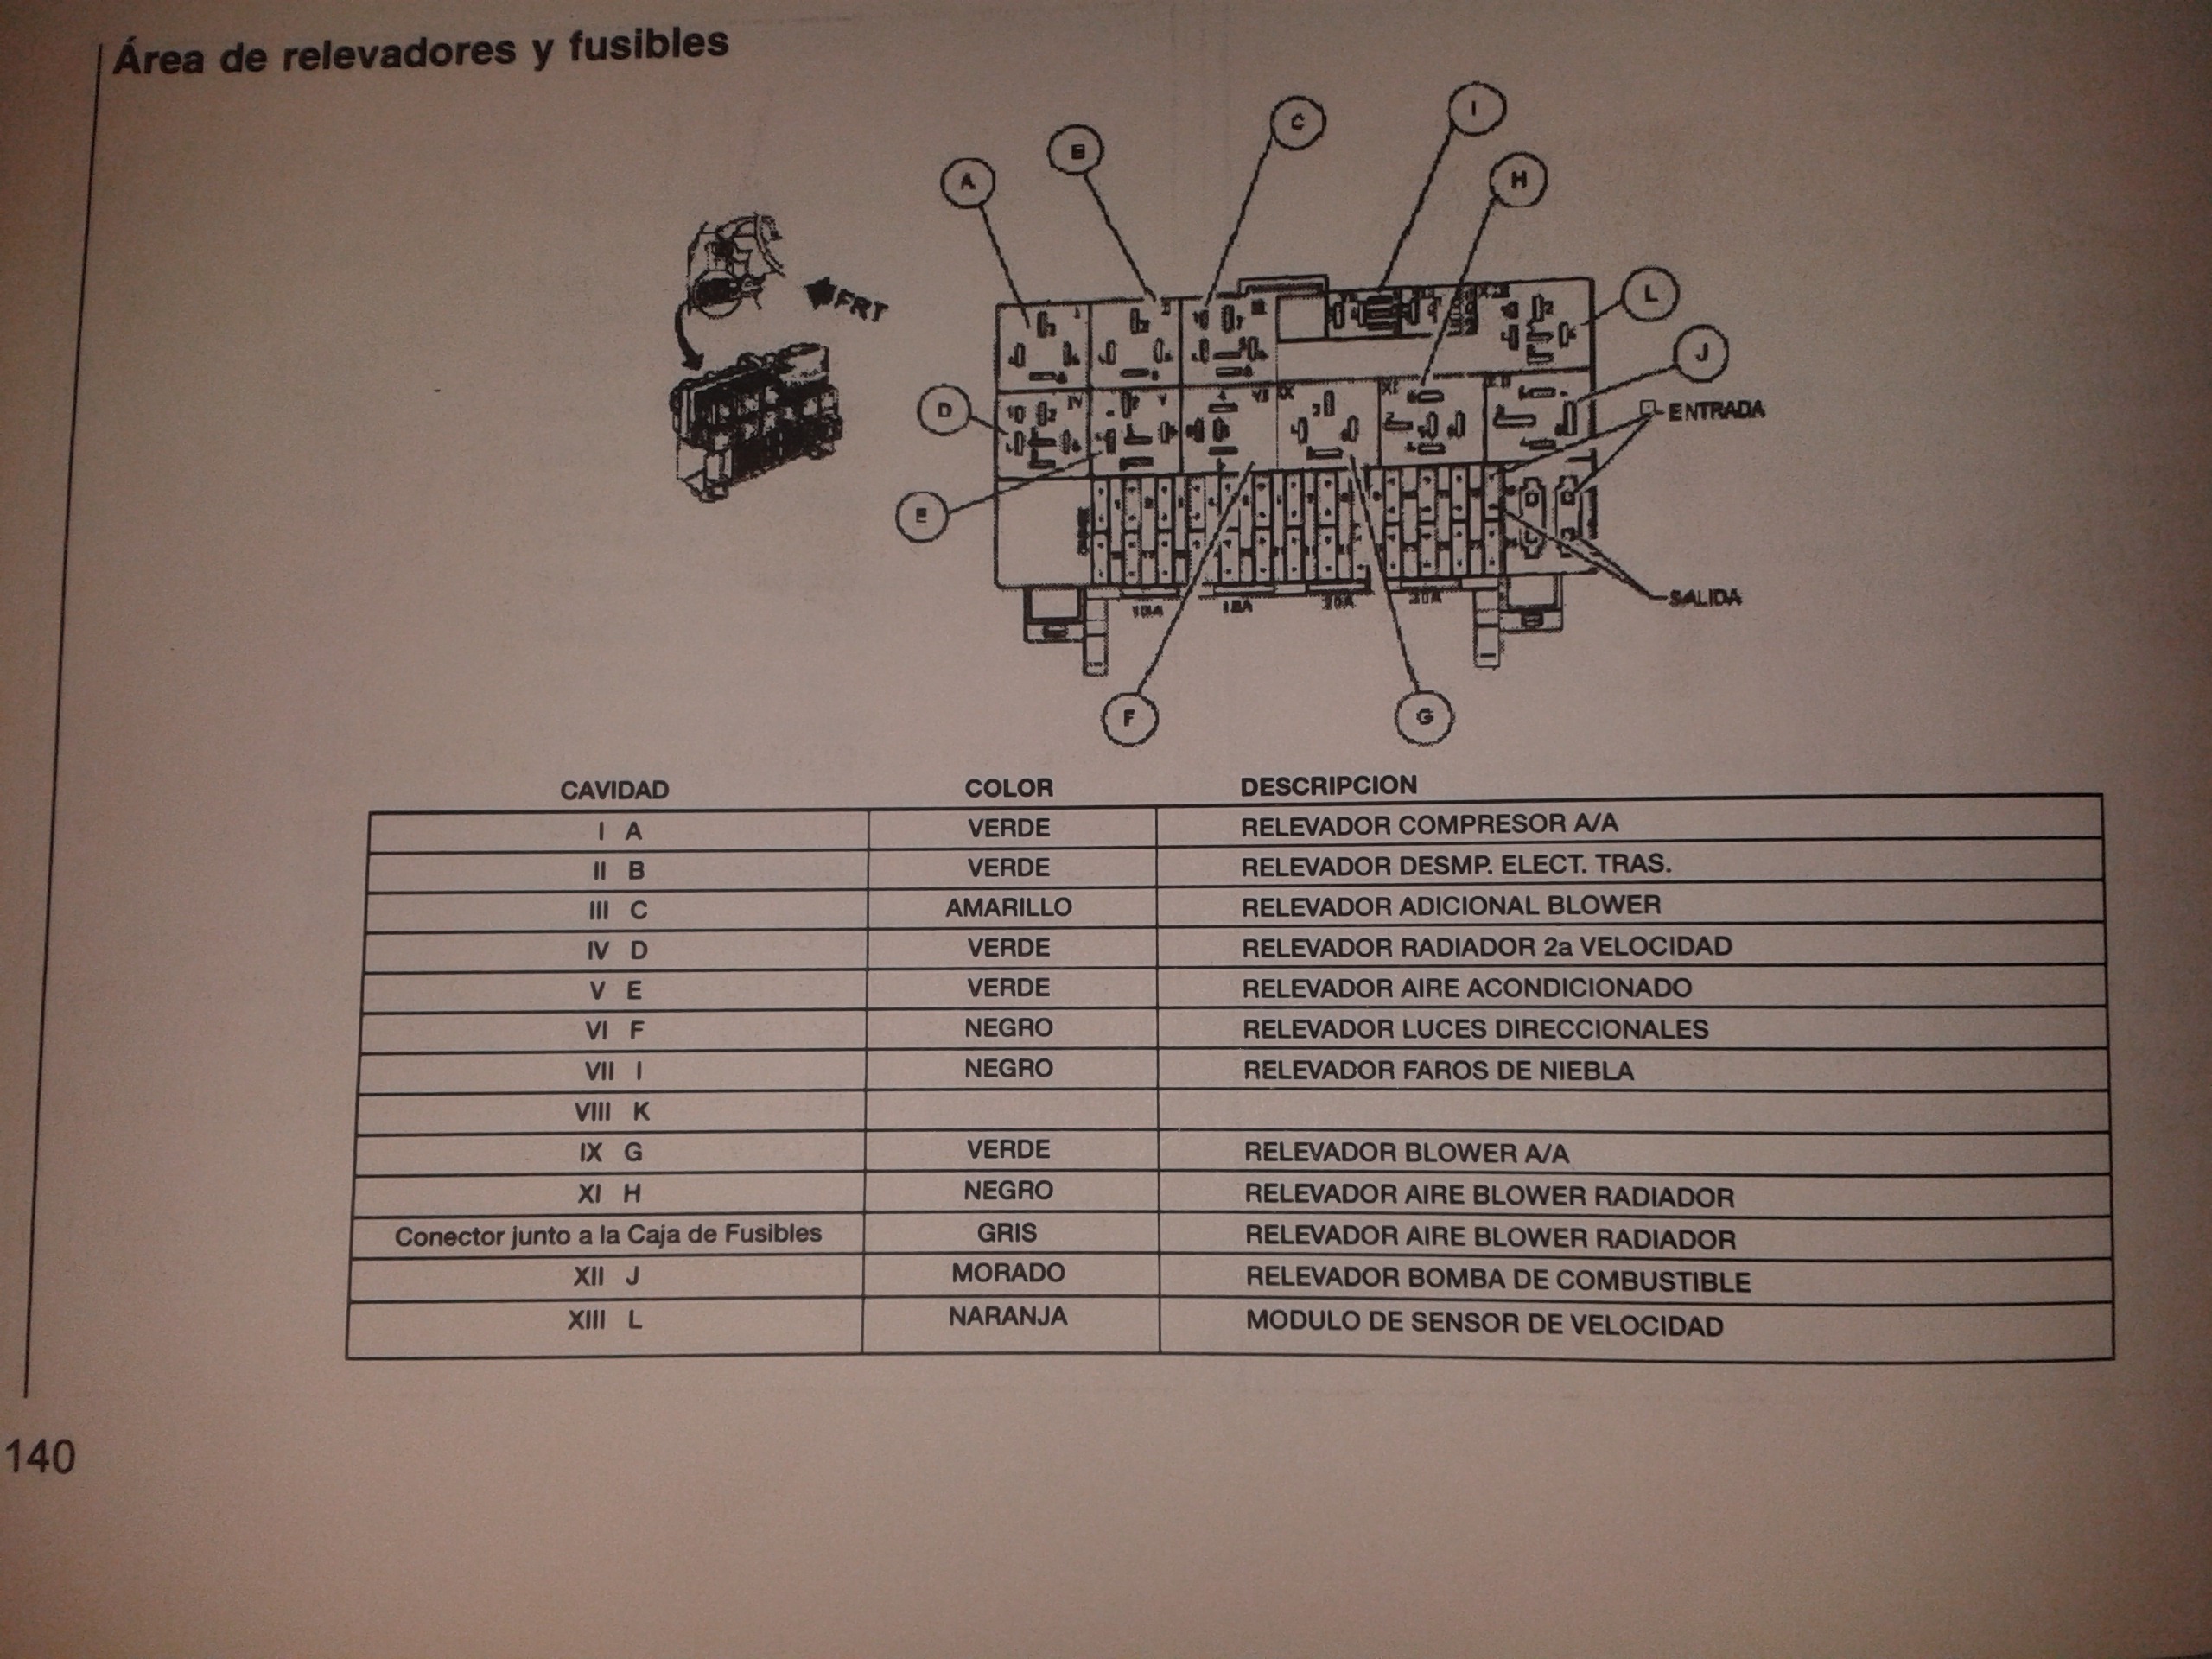 Área de relevadores y fusibles
I
C
B
A
H
FRT
L
J
D
ENTRADA
E
SALIDA
F
G
CAVIDAD COLOR DESCRIPCION
I A VERDE RELEVADOR COMPRESOR A/A
II B VERDE RELEVADOR DESMP. ELECT. TRAS.
III C AMARILLO RELEVADOR ADICIONAL BLOWER
IV D VERDE RELEVADOR RADIADOR 2a VELOCIDAD
V E VERDE RELEVADOR AIRE ACONDICIONADO
VI F NEGRO RELEVADOR LUCES DIRECCIONALES
VII I NEGRO RELEVADOR FAROS DE NIEBLA
VIII K
IX G VERDE RELEVADOR BLOWER A/A
XI H NEGRO RELEVADOR AIRE BLOWER RADIADOR
Conector junto a la Caja de Fusibles GRIS RELEVADOR AIRE BLOWER RADIADOR
XII J MORADO RELEVADOR BOMBA DE COMBUSTIBLE
XIII L NARANJA MODULO DE SENSOR DE VELOCIDAD
140